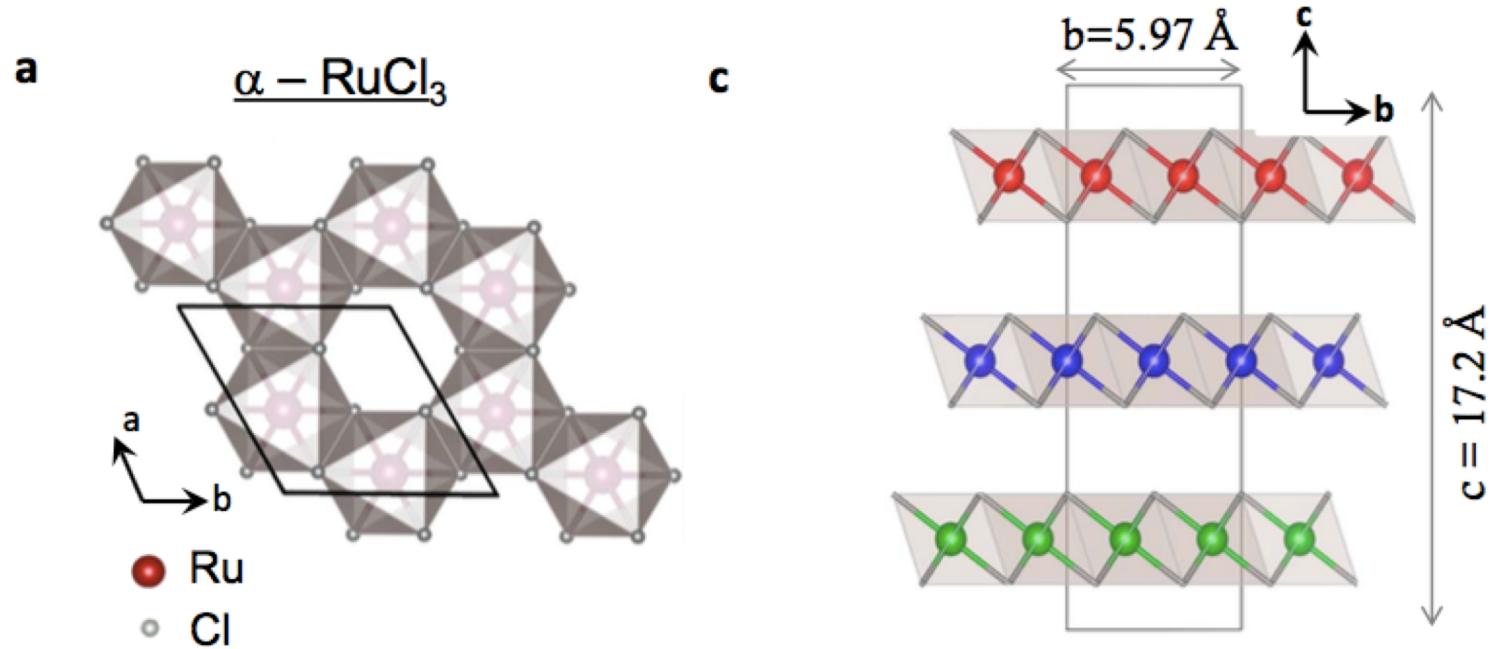 a
α – RuCl₃
a
b
Ru
Cl
c
b=5.97 Å
c
b
c = 17.2 Å